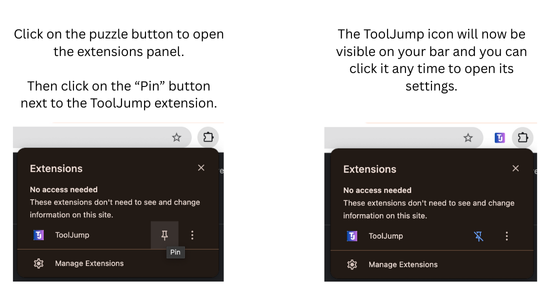 Click on the puzzle button to open
the extensions panel.
Then click on the “Pin” button
next to the ToolJump extension.
Extensions
No access needed
These extensions don't need to see and change
information on this site.
ToolJump
Pin
Manage Extensions
The ToolJump icon will now be
visible on your bar and you can
click it any time to open its
settings.
Extensions
No access needed
These extensions don't need to see and change
information on this site.
ToolJump
Manage Extensions